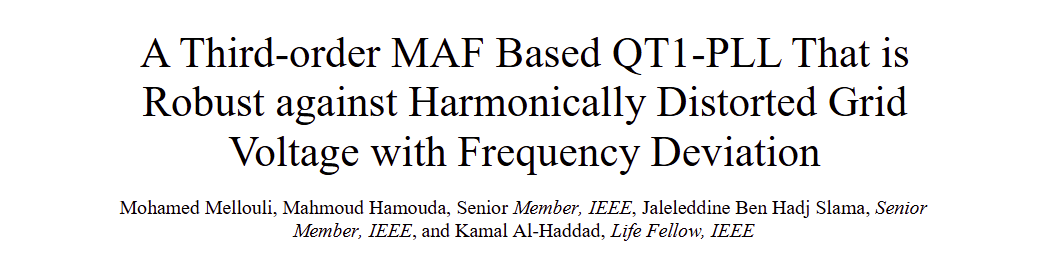 A Third-order MAF Based QT1-PLL That is
Robust against Harmonically Distorted Grid
Voltage with Frequency Deviation
Mohamed Mellouli, Mahmoud Hamouda, Senior Member, IEEE, Jaleleddine Ben Hadj Slama, Senior
Member, IEEE, and Kamal Al-Haddad, Life Fellow, IEEE